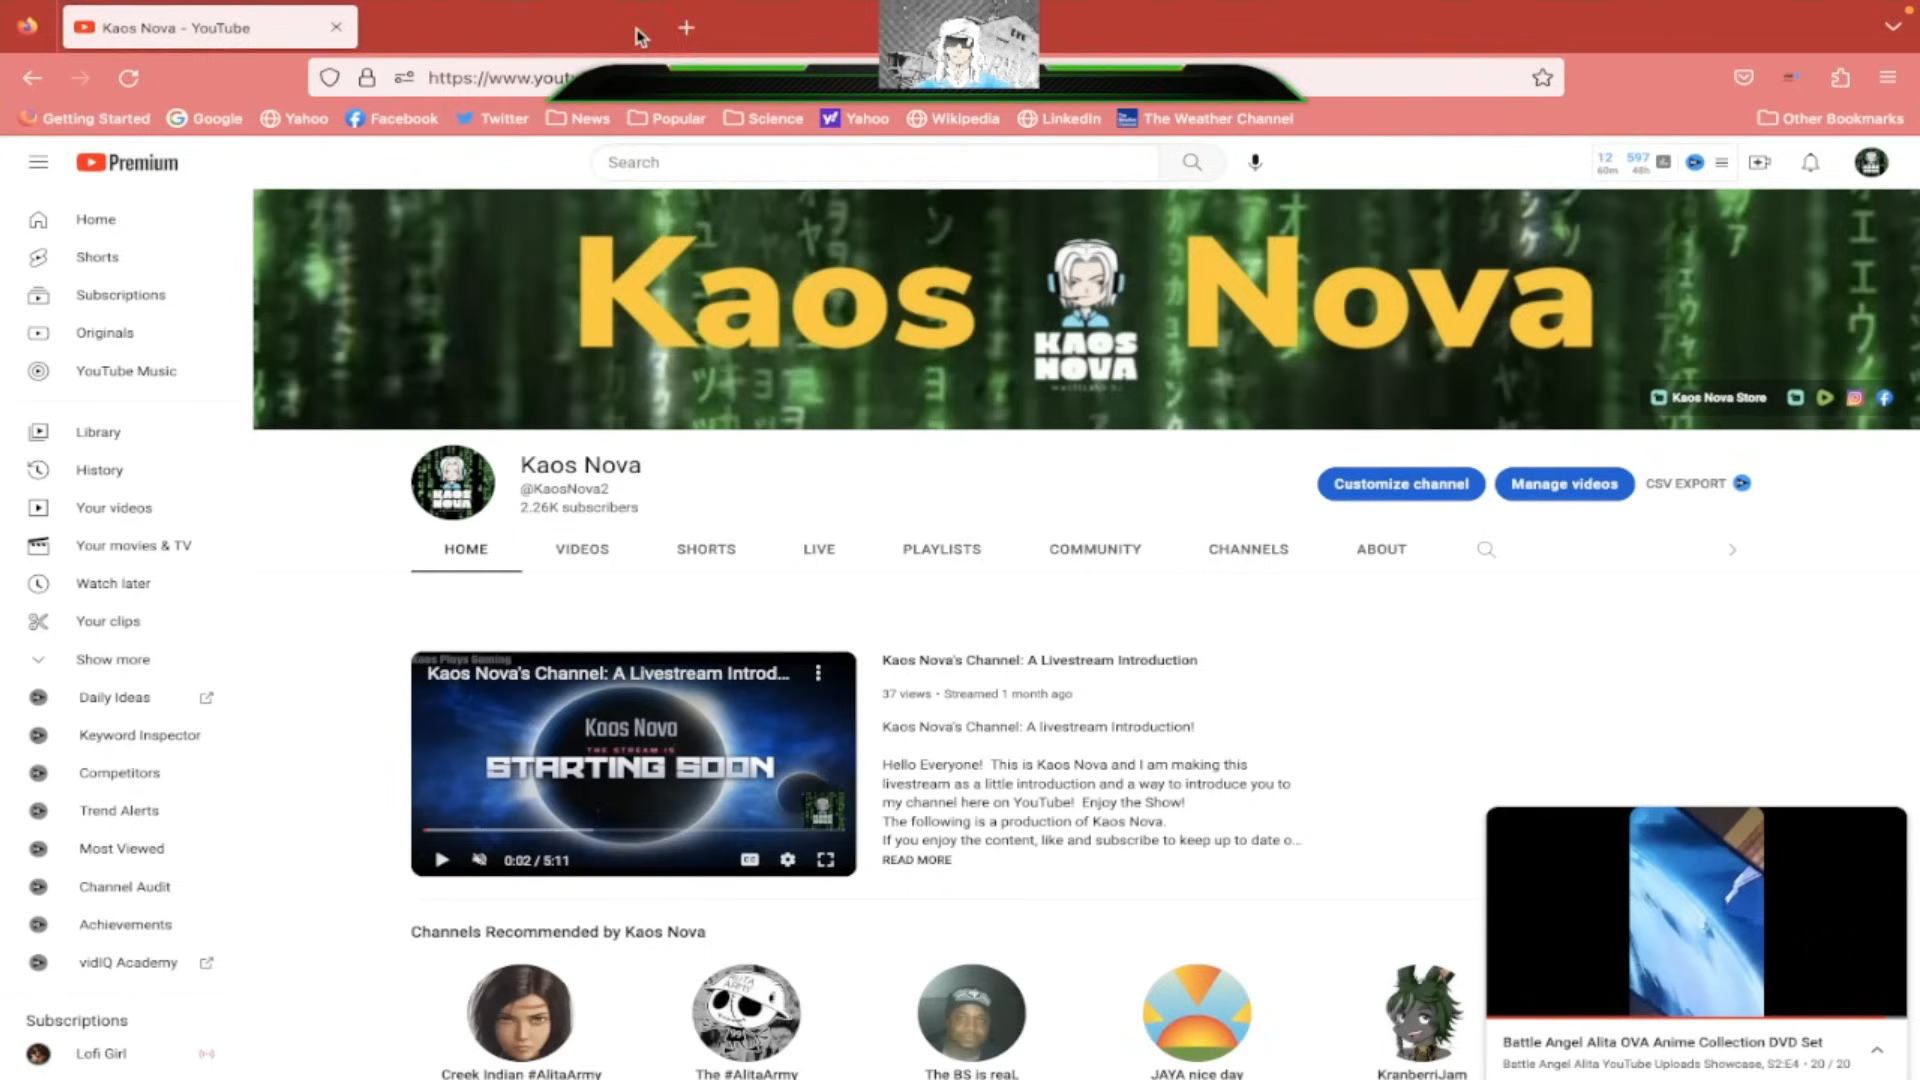 Kaos Nova - YouTube
https://www.yout
Getting Started Google Yahoo Facebook Twitter News Popular Science Yahoo Wikipedia LinkedIn The Weather Channel Other Bookmarks
Premium
Search
12 597
60m 48h
Home
Shorts
Subscriptions
Originals
YouTube Music
Library
History
Your videos
Your movies & TV
Watch later
Your clips
Show more
Daily Ideas
Keyword Inspector
Competitors
Trend Alerts
Most Viewed
Channel Audit
Achievements
vidIQ Academy
Subscriptions
Lofi Girl
Kaos Nova
KAOS
NOVA
Kaos Nova Store
Kaos Nova
@KaosNova2
2.26K subscribers
Customize channel Manage videos CSV EXPORT
HOME VIDEOS SHORTS LIVE PLAYLISTS COMMUNITY CHANNELS ABOUT
Kaos Plays Gaming
Kaos Nova's Channel: A Livestream Introd...
Kaos Nova
THE STREAM IS
STARTING SOON
0:02 / 5:11
Kaos Nova's Channel: A Livestream Introduction
37 views • Streamed 1 month ago
Kaos Nova's Channel: A livestream Introduction!
Hello Everyone! This is Kaos Nova and I am making this
livestream as a little introduction and a way to introduce you to
my channel here on YouTube! Enjoy the Show!
The following is a production of Kaos Nova.
If you enjoy the content, like and subscribe to keep up to date o...
READ MORE
Channels Recommended by Kaos Nova
Creek Indian #AlitaArmy
The #AlitaArmy
The BS is reaL
JAYA nice day
KranberriJam
Battle Angel Alita OVA Anime Collection DVD Set
Battle Angel Alita YouTube Uploads Showcase, S2:E4 • 20 / 20